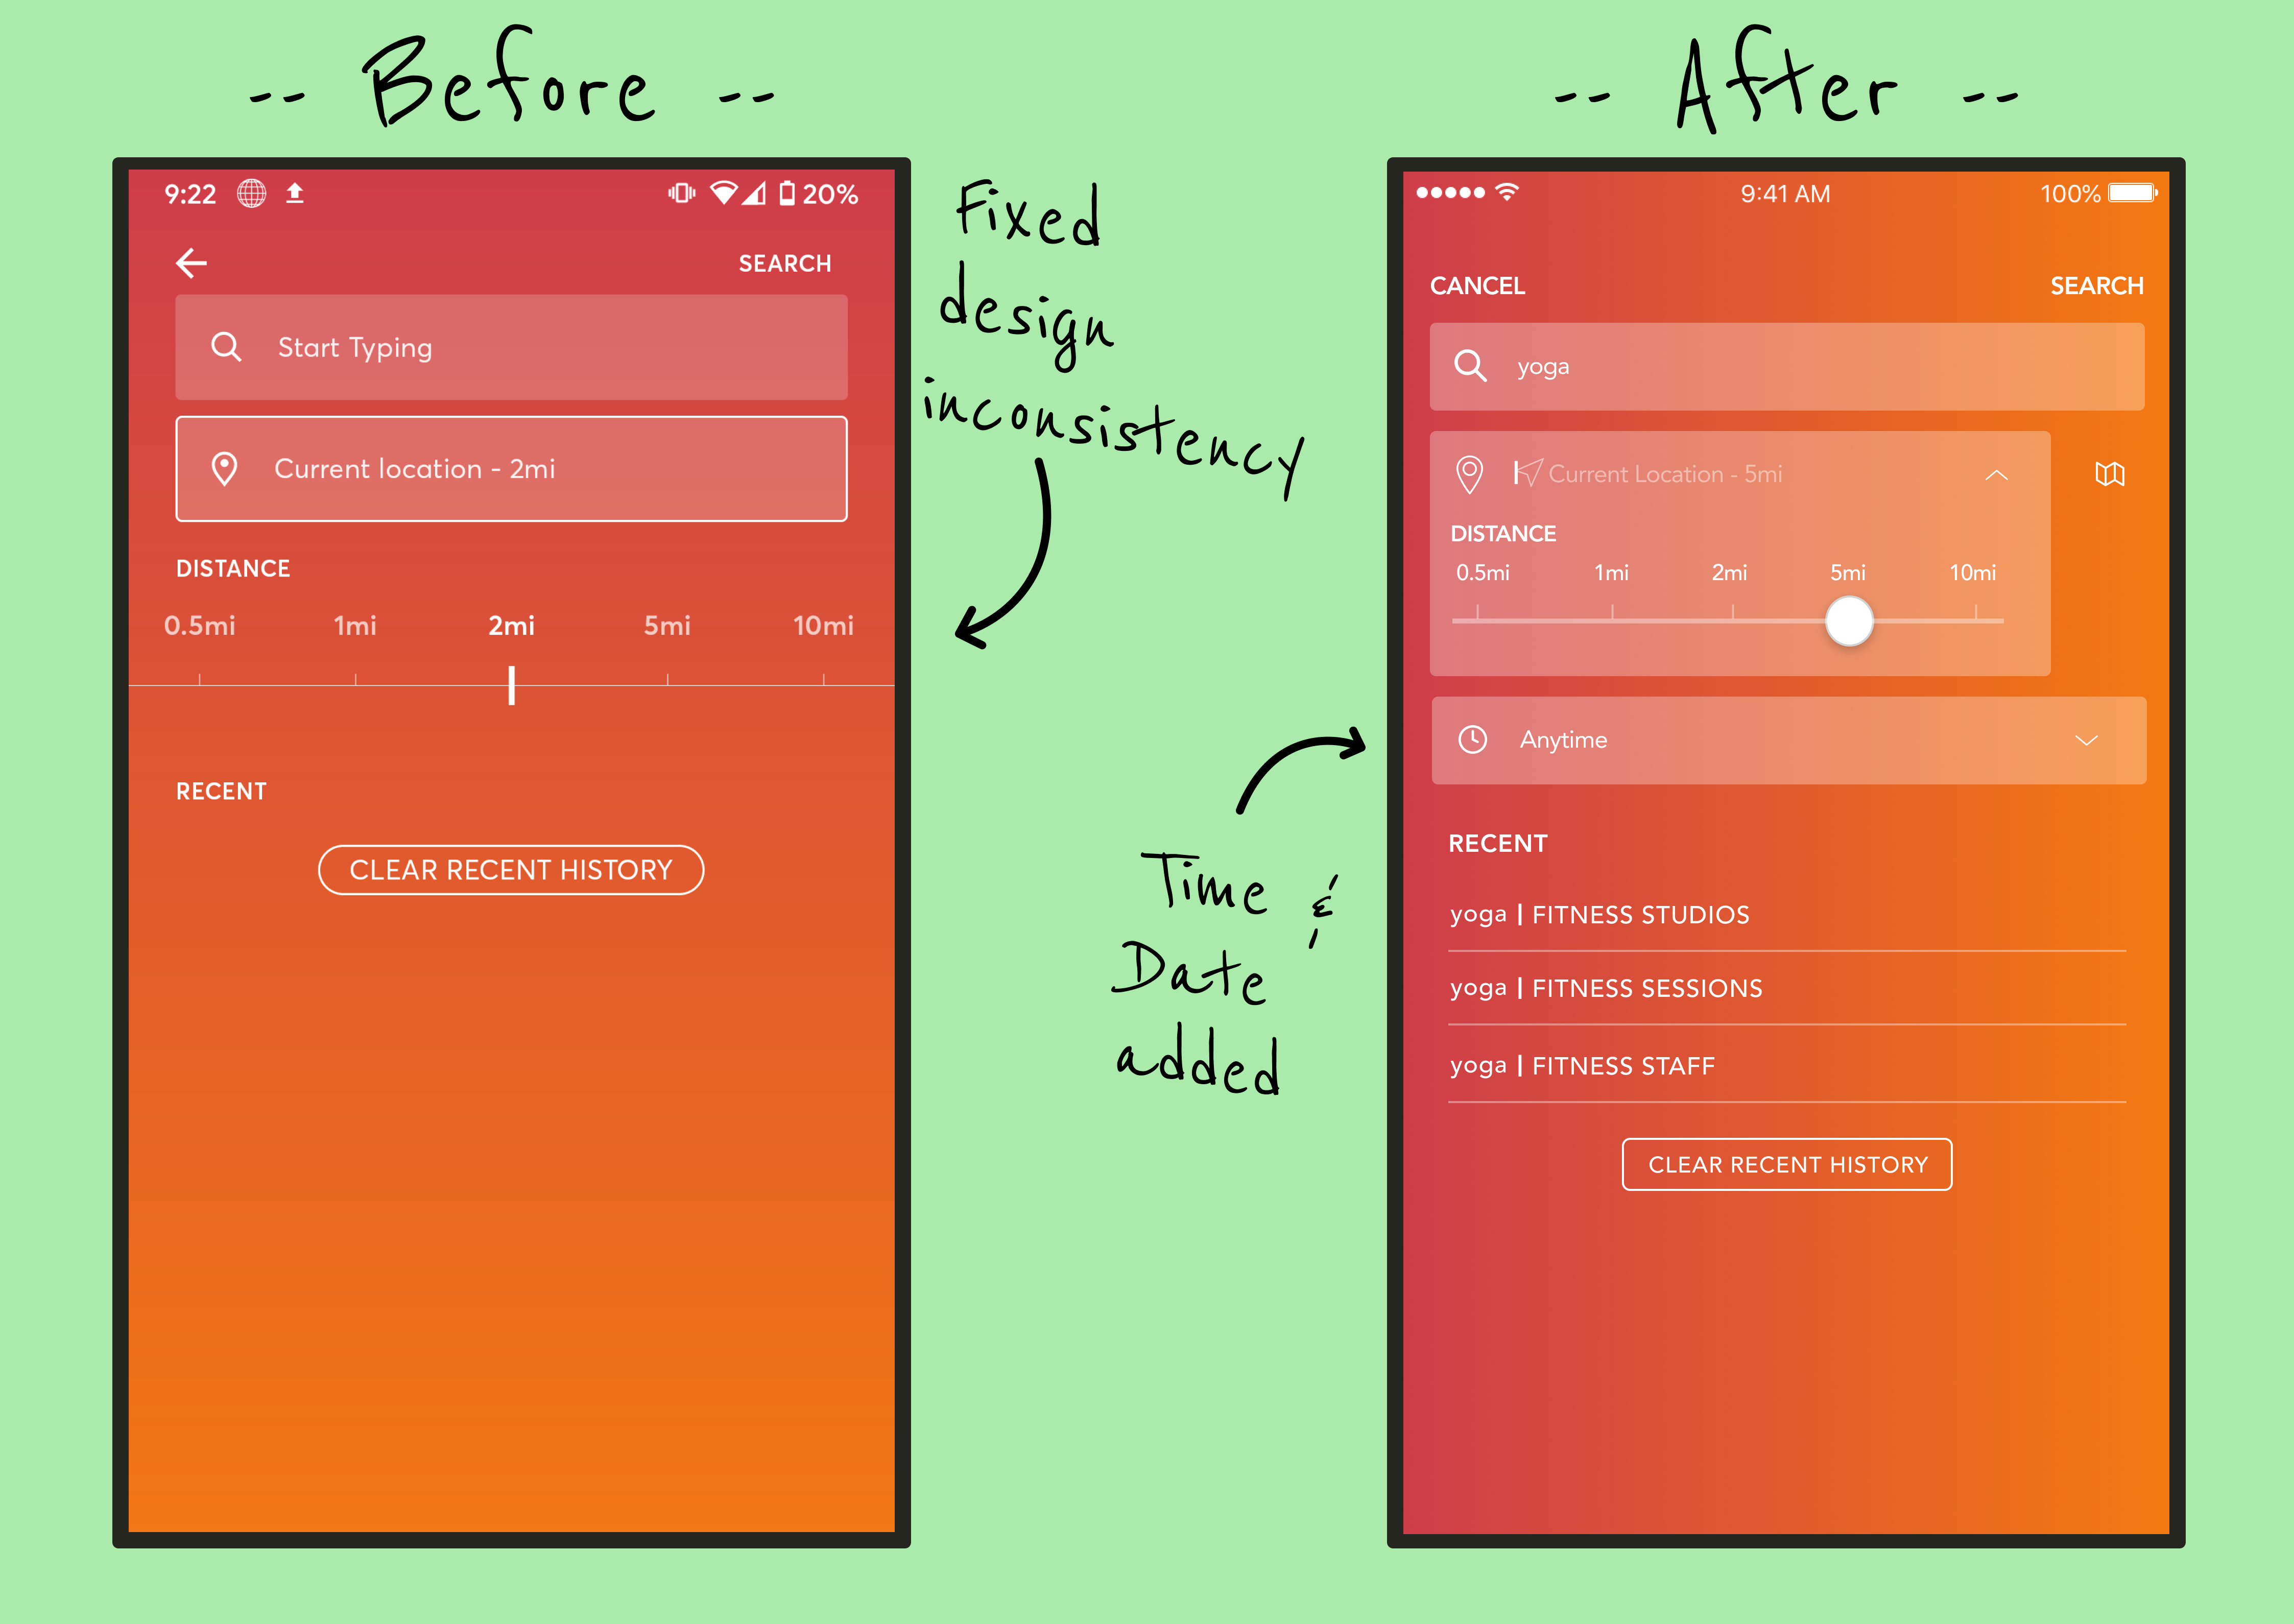 -- Before --
9:22
20%
SEARCH
Start Typing
Current location - 2mi
DISTANCE
0.5mi 1mi 2mi 5mi 10mi
RECENT
CLEAR RECENT HISTORY
Fixed
design
inconsistency
Time &
Date
added
-- After --
9:41 AM
100%
CANCEL SEARCH
yoga
Current Location - 5mi
DISTANCE
0.5mi 1mi 2mi 5mi 10mi
Anytime
RECENT
yoga | FITNESS STUDIOS
yoga | FITNESS SESSIONS
yoga | FITNESS STAFF
CLEAR RECENT HISTORY